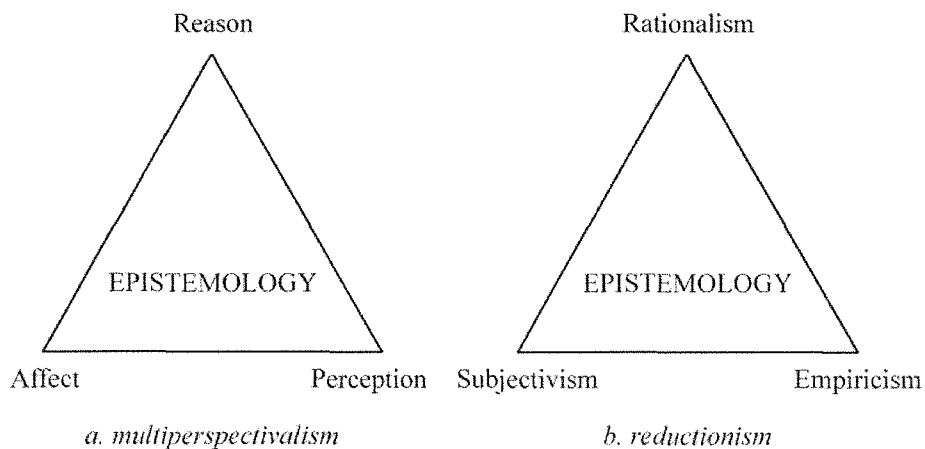 Reason
Rationalism
EPISTEMOLOGY
EPISTEMOLOGY
Affect
Perception
Subjectivism
Empiricism
a. multiperspectivalism
b. reductionism